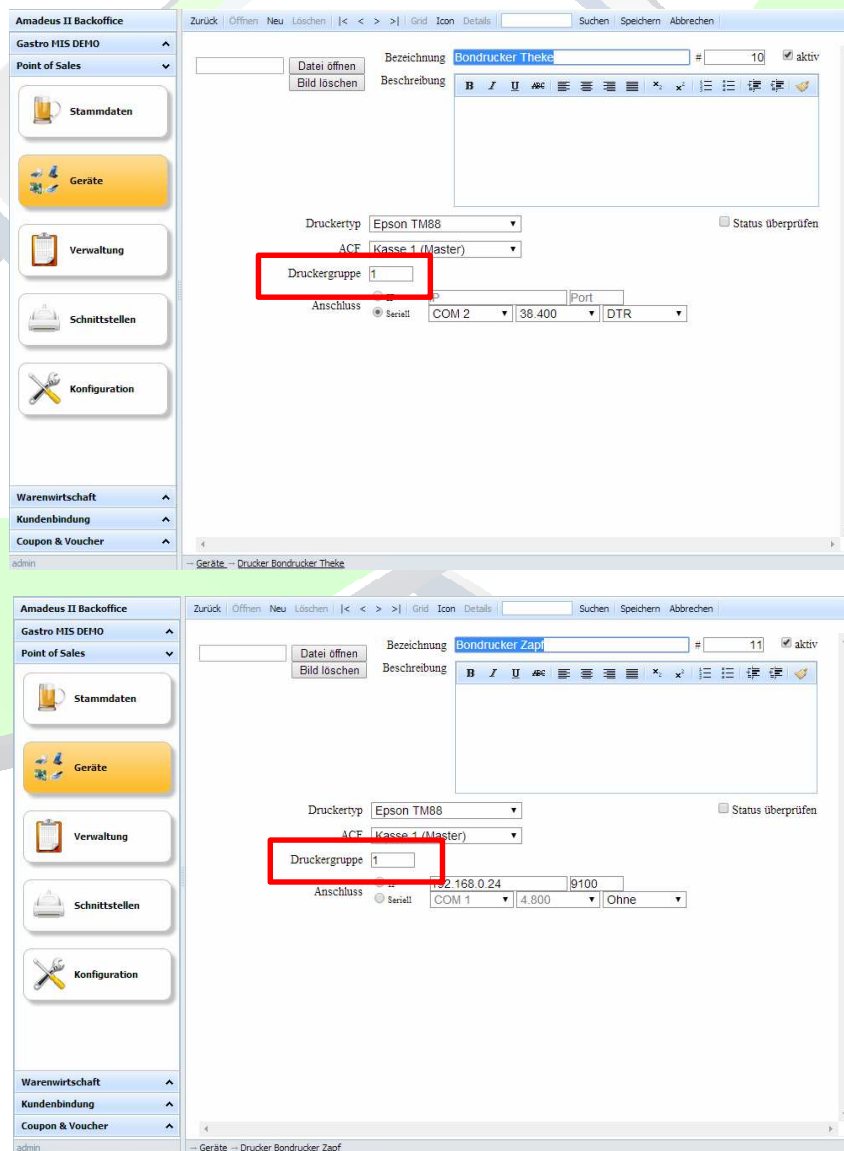 Amadeus II Backoffice
Zurück Öffnen Neu Löschen |< < > >| Grid Icon Details Suchen Speichern Abbrechen
Gastro MIS DEMO
Point of Sales
Datei öffnen
Bild löschen
Bezeichnung Bondrucker Theke # 10 aktiv
Beschreibung
B I U ABC
Stammdaten
Geräte
Verwaltung
Schnittstellen
Konfiguration
Druckertyp Epson TM88 Status überprüfen
ACF Kasse 1 (Master)
Druckergruppe 1
Anschluss Port
Seriell COM 2 38.400 DTR
Warenwirtschaft
Kundenbindung
Coupon & Voucher
admin → Geräte → Drucker Bondrucker Theke
Amadeus II Backoffice
Zurück Öffnen Neu Löschen |< < > >| Grid Icon Details Suchen Speichern Abbrechen
Gastro MIS DEMO
Point of Sales
Datei öffnen
Bild löschen
Bezeichnung Bondrucker Zapf # 11 aktiv
Beschreibung
B I U ABC
Stammdaten
Geräte
Verwaltung
Schnittstellen
Konfiguration
Druckertyp Epson TM88 Status überprüfen
ACF Kasse 1 (Master)
Druckergruppe 1
Anschluss 192.168.0.24 9100
Seriell COM 1 4.800 Ohne
Warenwirtschaft
Kundenbindung
Coupon & Voucher
admin → Geräte → Drucker Bondrucker Zapf